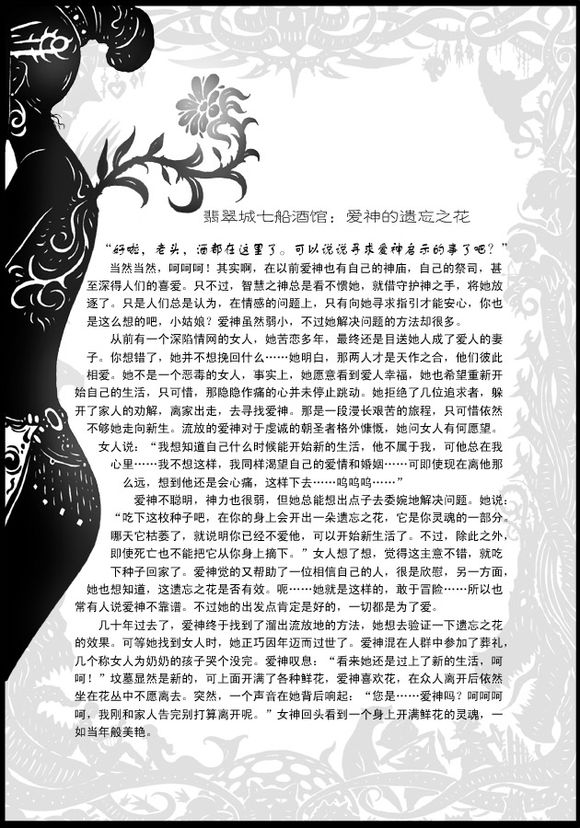 翡翠城七船酒馆：爱神的遗忘之花
“好啦，老头，酒都在这里了。可以说说寻求爱神启示的事了吧？”
当然当然，呵呵呵！其实啊，在以前爱神也有自己的神庙，自己的祭司，甚
至深得人们的喜爱。只不过，智慧之神总是看不惯她，就借守护神之手，将她放
逐了。只是人们总是认为，在情感的问题上，只有向她寻求指引才能安心，你也
是这么想的吧，小姑娘？爱神虽然弱小，不过她解决问题的方法却很多。
从前有一个深陷情网的女人，她苦恋多年，最终还是目送她人成了爱人的妻
子。你想错了，她并不想挽回什么……她明白，那两人才是天作之合，他们彼此
相爱。她不是一个恶毒的女人，事实上，她愿意看到爱人幸福，她也希望重新开
始自己的生活，只可惜，那隐隐作痛的心并未停止跳动。她拒绝了几位追求者，躲
开了家人的劝解，离家出走，去寻找爱神。那是一段漫长艰苦的旅程，只可惜依然
不够她走向新生。流放的爱神对于虔诚的朝圣者格外慷慨，她问女人有何愿望。
女人说：“我想知道自己什么时候能开始新的生活，他不属于我，可他总在我
心里……我不想这样，我同样渴望自己的爱情和婚姻……可即使现在离他那
么远，想到他还是会心痛，这样下去……呜呜呜……”
爱神不聪明，神力也很弱，但她总能想出点子去委婉地解决问题。她说：
“吃下这枚种子吧，在你的身上会开出一朵遗忘之花，它是你灵魂的一部分。
哪天它枯萎了，就说明你已经不爱他，可以开始新生活了。不过，除此之外，
即使死亡也不能把它从你身上摘下。”女人想了想，觉得这主意不错，就吃
下种子回家了。爱神觉的又帮助了一位相信自己的人，很是欣慰，另一方面，
她也想知道，这遗忘之花是否有效。呃……她就是这样的，敢于冒险……所以也
常有人说爱神不靠谱。不过她的出发点肯定是好的，一切都是为了爱。
几十年过去了，爱神终于找到了溜出流放地的方法，她想去验证一下遗忘之花
的效果。可等她找到女人时，她正巧因年迈而过世了。爱神混在人群中参加了葬礼，
几个称女人为奶奶的孩子哭个没完。爱神叹息：“看来她还是过上了新的生活，呵
呵！”坟墓显然是新的，可上面开满了各种鲜花，爱神喜欢花，在众人离开后依然
坐在花丛中不愿离去。突然，一个声音在她背后响起：“您是……爱神吗？呵呵呵
呵，我刚和家人告完别打算离开呢。”女神回头看到一个身上开满鲜花的灵魂，一
如当年般美艳。